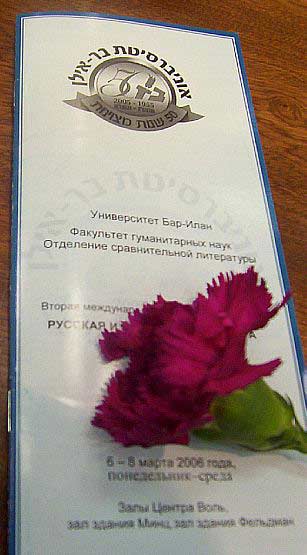 אוניברסיטת בר-אילן
50
2005 - 1955
50 שנות מצוינות
Университет Бар-Илан
Факультет гуманитарных наук
Отделение сравнительной литературы
Вторая
РУССКАЯ И
6 – 8 марта 2006 года,
понедельник–среда
Залы Центра Воль,
зал здания Минц, зал здания Фельдман